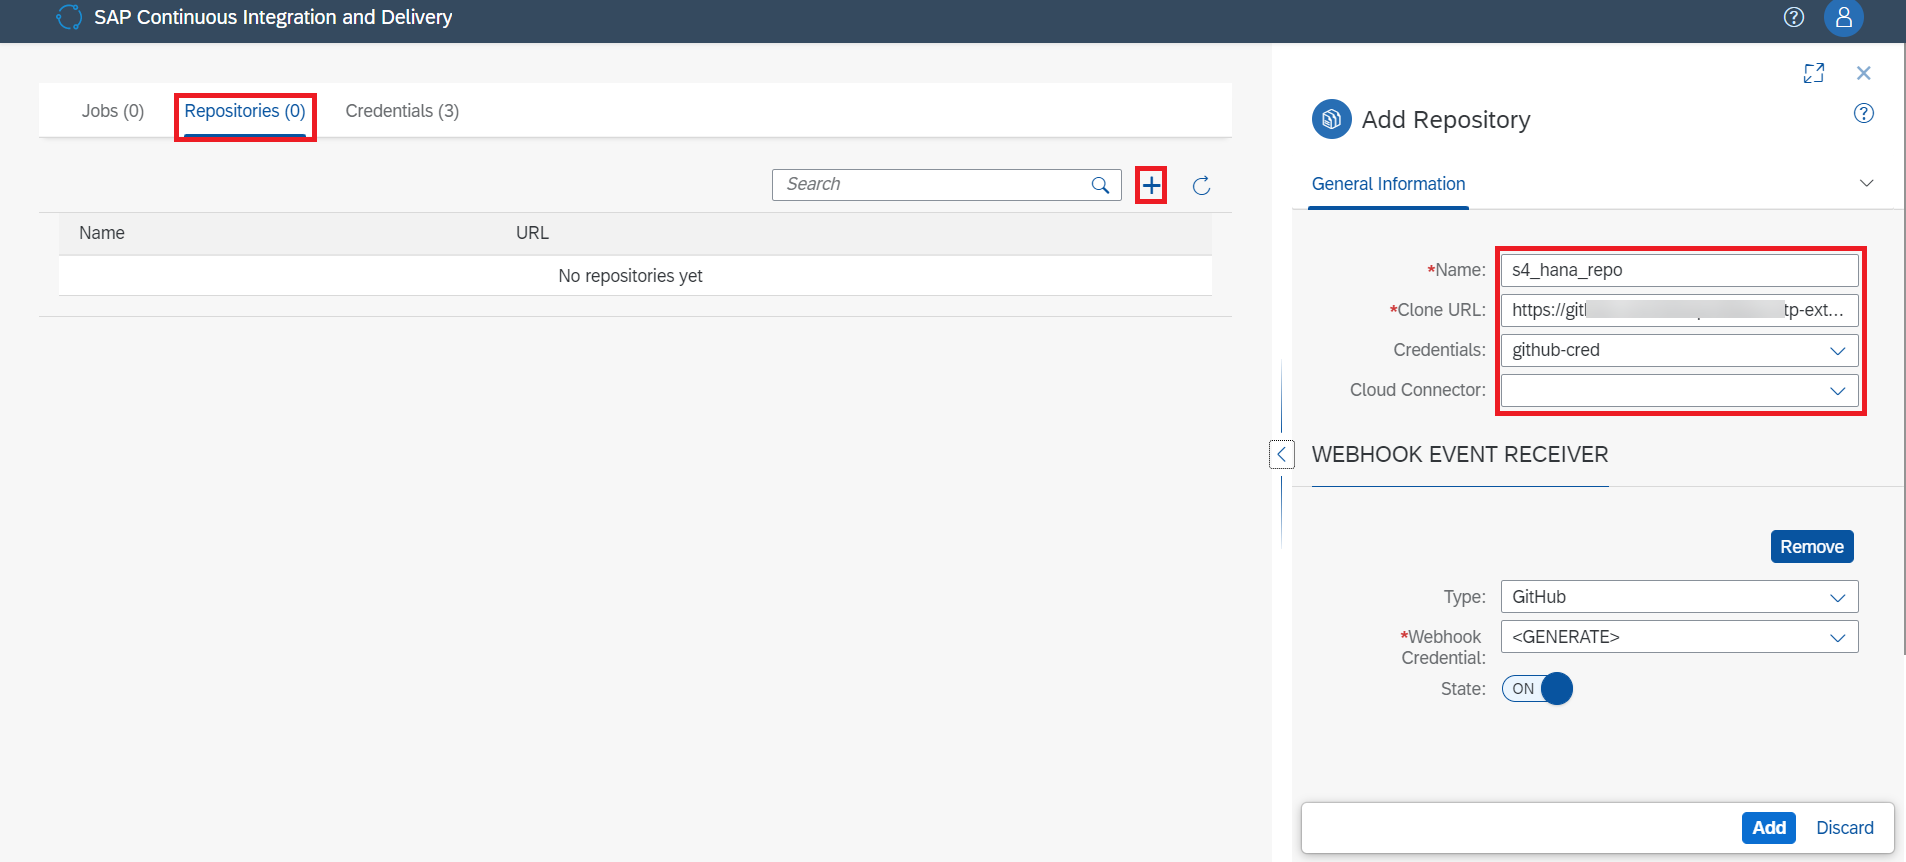 SAP Continuous Integration and Delivery
Jobs (0)
Repositories (0)
Credentials (3)
Search
Name
URL
No repositories yet
Add Repository
General Information
*Name:
s4_hana_repo
*Clone URL:
https://git tp-ext...
Credentials:
github-cred
Cloud Connector:
WEBHOOK EVENT RECEIVER
Remove
Type:
GitHub
*Webhook
Credential:
<GENERATE>
State:
ON
Add
Discard